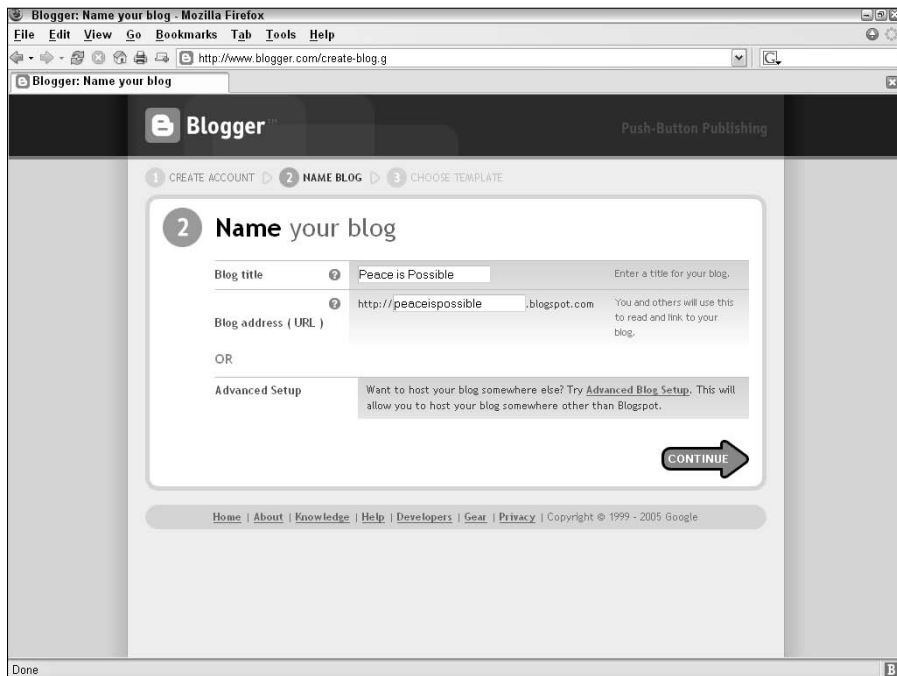 Blogger: Name your blog - Mozilla Firefox
File Edit View Go Bookmarks Tab Tools Help
http://www.blogger.com/create-blog.g
G
Blogger: Name your blog
Blogger™
Push-Button Publishing
1 CREATE ACCOUNT 2 NAME BLOG 3 CHOOSE TEMPLATE
2 Name your blog
Blog title ? Peace is Possible Enter a title for your blog.
Blog address ( URL ) ? http:// peaceispossible .blogspot.com
You and others will use this
to read and link to your
blog.
OR
Advanced Setup
Want to host your blog somewhere else? Try Advanced Blog Setup. This will
allow you to host your blog somewhere other than Blogspot.
CONTINUE
Home | About | Knowledge | Help | Developers | Gear | Privacy | Copyright © 1999 - 2005 Google
Done
B